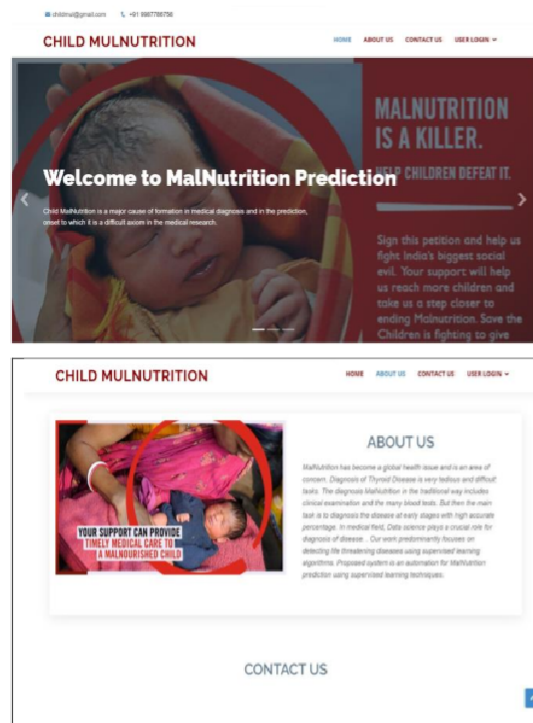 childmal@gmail.com +91 9987766756
CHILD MULNUTRITION
HOME ABOUT US CONTACT US USER LOGIN
MALNUTRITION
IS A KILLER.
HELP CHILDREN DEFEAT IT.
Welcome to MalNutrition Prediction
Child MalNutrition is a major cause of formation in medical diagnosis and in the prediction,
onset to which it is a difficult axiom in the medical research.
Sign this petition and help us
fight India's biggest social
evil. Your support will help
us reach more children and
take us a step closer to
ending Malnutrition. Save the
Children is fighting to give
CHILD MULNUTRITION
HOME ABOUT US CONTACT US USER LOGIN
YOUR SUPPORT CAN PROVIDE
TIMELY MEDICAL CARE TO
A MALNOURISHED CHILD
ABOUT US
MalNutrition has become a global health issue and is an area of
concern. Diagnosis of Thyroid Disease is very tedious and difficult
tasks. The diagnosis MalNutrition in the traditional way includes
clinical examination and the many blood tests. But then the main
task is to diagnosis the disease at early stages with high accurate
percentage. In medical field, Data science plays a crucial role for
diagnosis of disease .. Our work predominantly focuses on
detecting life threatening diseases using supervised learning
algorithms. Proposed system is an automation for MalNutrition
prediction using supervised learning techniques.
CONTACT US